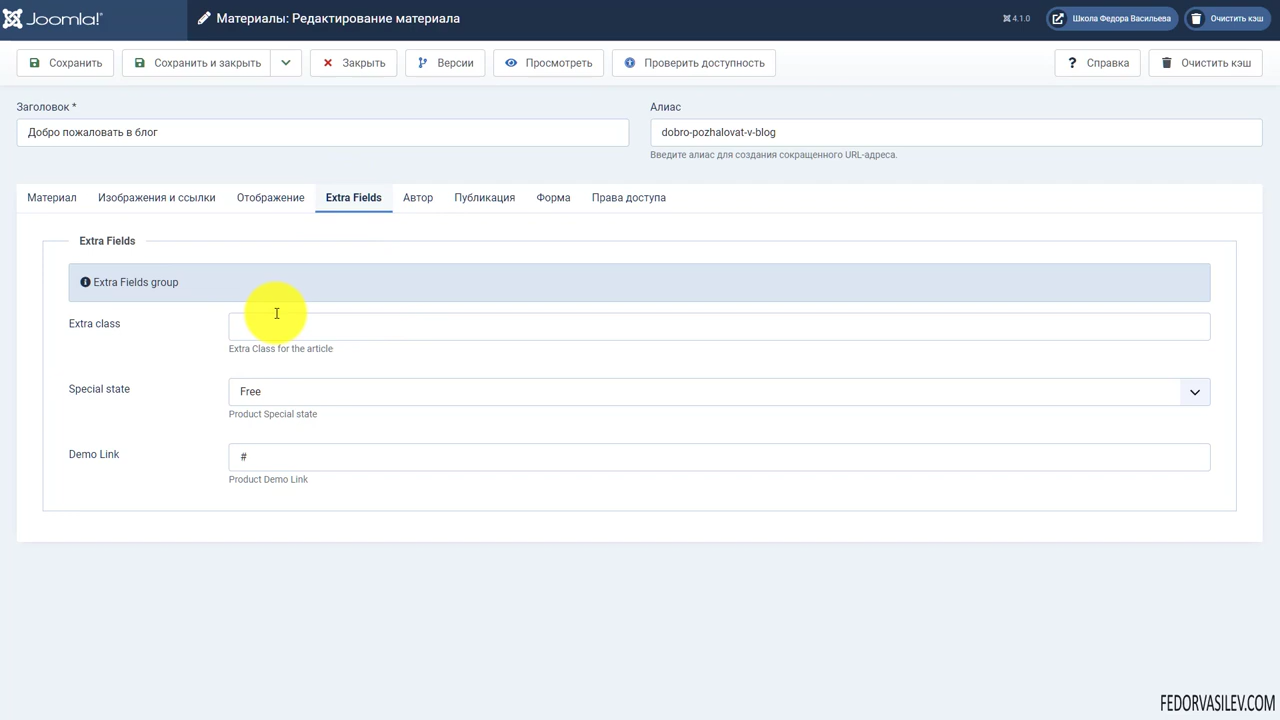 Joomla!
Материалы: Редактирование материала
4.1.0
Школа Федора Васильева
Очистить кэш
Сохранить
Сохранить и закрыть
Закрыть
Версии
Просмотреть
Проверить доступность
? Справка
Очистить кэш
Заголовок *
Алиас
Добро пожаловать в блог
dobro-pozhalovat-v-blog
Введите алиас для создания сокращенного URL-адреса.
Материал
Изображения и ссылки
Отображение
Extra Fields
Автор
Публикация
Форма
Права доступа
Extra Fields
Extra Fields group
Extra class
Extra Class for the article
Special state
Free
Product Special state
Demo Link
#
Product Demo Link
FEDORVASILEV.COM